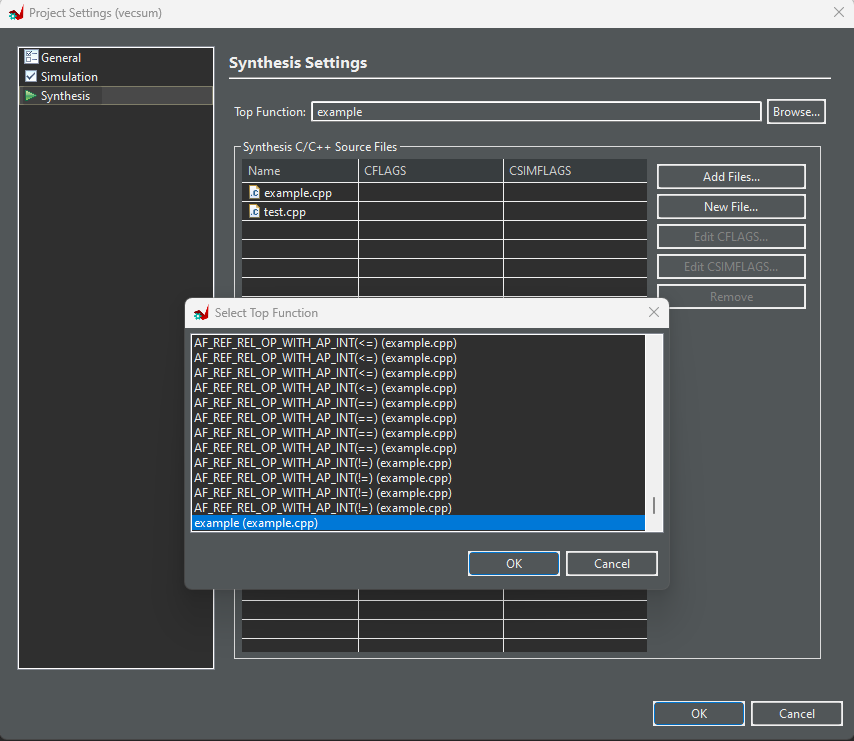 Project Settings (vecsum)
General
Simulation
Synthesis
Synthesis Settings
Top Function: example Browse...
Synthesis C/C++ Source Files
Name CFLAGS CSIMFLAGS
example.cpp
test.cpp
Add Files...
New File...
Edit CFLAGS...
Edit CSIMFLAGS...
Remove
Select Top Function
AF_REF_REL_OP_WITH_AP_INT(<=) (example.cpp)
AF_REF_REL_OP_WITH_AP_INT(<=) (example.cpp)
AF_REF_REL_OP_WITH_AP_INT(<=) (example.cpp)
AF_REF_REL_OP_WITH_AP_INT(<=) (example.cpp)
AF_REF_REL_OP_WITH_AP_INT(==) (example.cpp)
AF_REF_REL_OP_WITH_AP_INT(==) (example.cpp)
AF_REF_REL_OP_WITH_AP_INT(==) (example.cpp)
AF_REF_REL_OP_WITH_AP_INT(==) (example.cpp)
AF_REF_REL_OP_WITH_AP_INT(!=) (example.cpp)
AF_REF_REL_OP_WITH_AP_INT(!=) (example.cpp)
AF_REF_REL_OP_WITH_AP_INT(!=) (example.cpp)
AF_REF_REL_OP_WITH_AP_INT(!=) (example.cpp)
example (example.cpp)
OK Cancel
OK Cancel